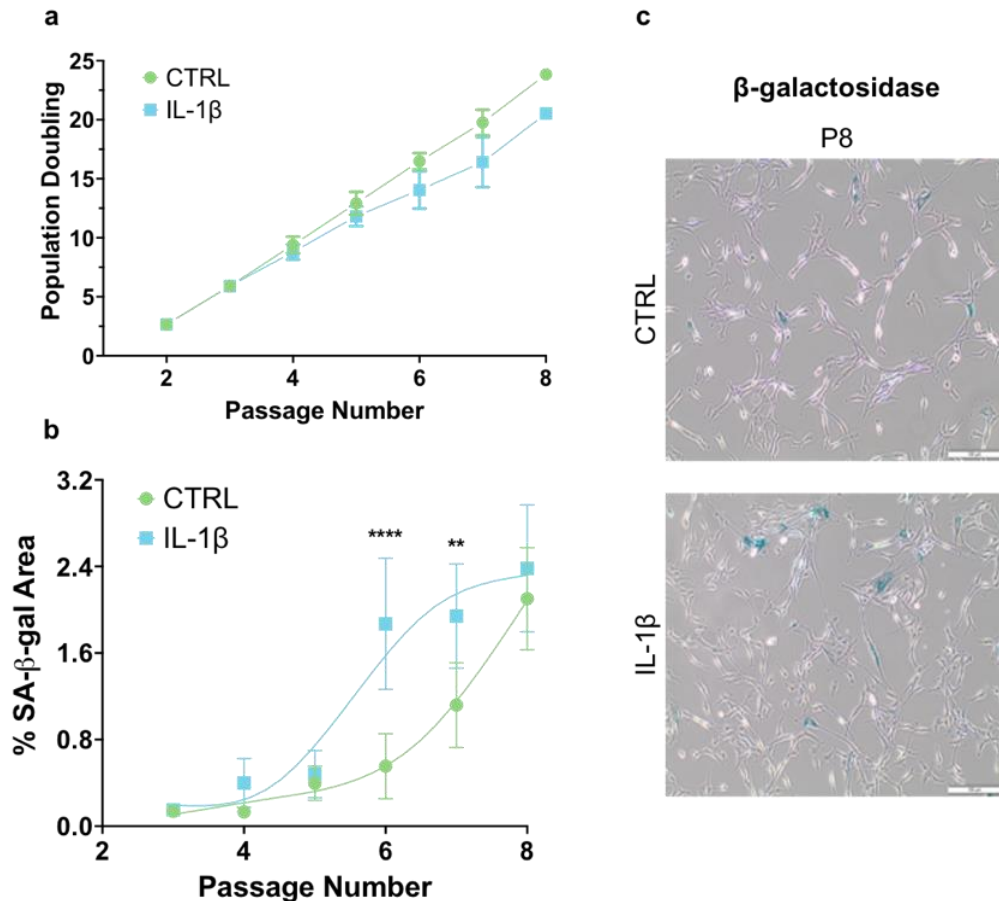 a
25
20
15
10
5
0
Population Doubling
CTRL
IL-1β
2
4
6
8
Passage Number
b
3.2
2.4
1.6
0.8
0.0
% SA-β-gal Area
CTRL
IL-1β
****
**
2
4
6
8
Passage Number
c
β-galactosidase
P8
CTRL
IL-1β